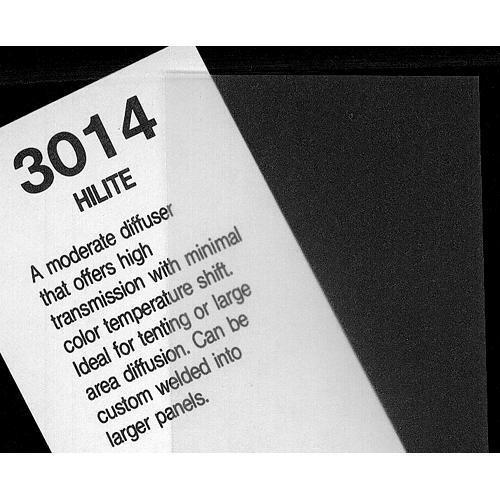 3014
HILITE
A moderate diffuser
that offers high
transmission with minimal
color temperature shift.
Ideal for tenting or large
area diffusion. Can be
custom welded into
larger panels.